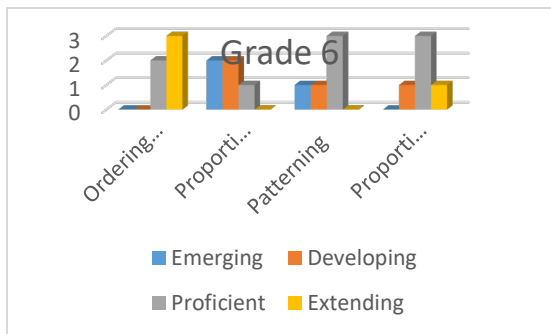 Grade 6
3
2
1
0
Ordering...
Proporti...
Patterning
Proporti...
Emerging Developing
Proficient Extending